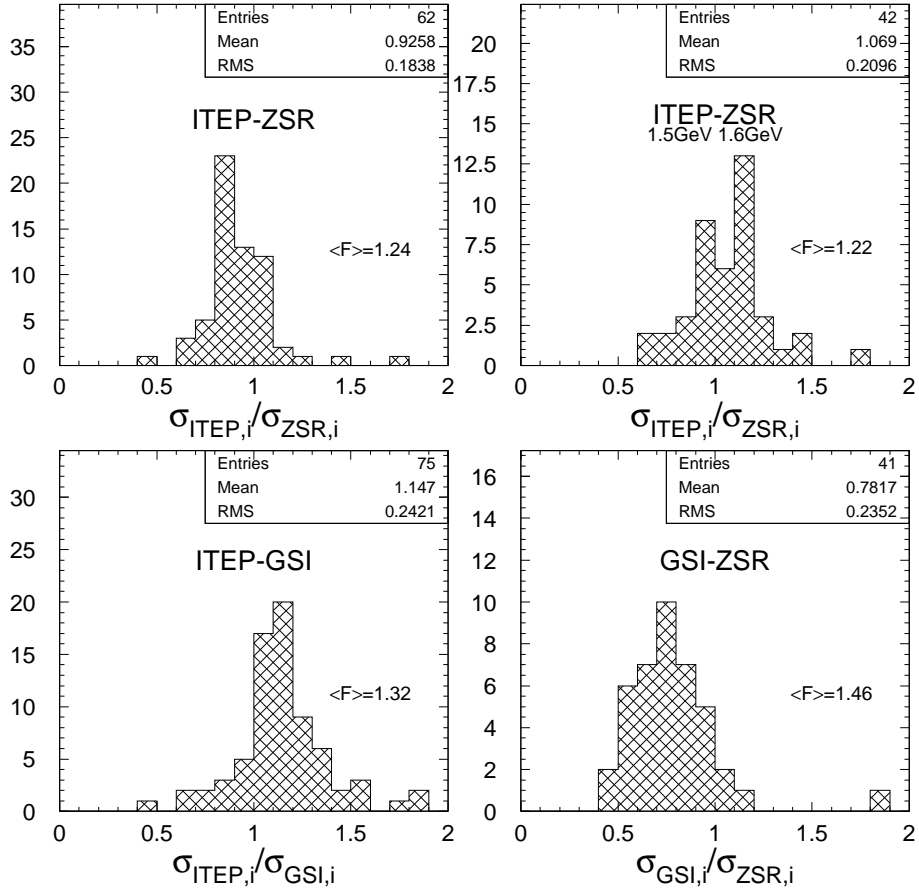 Entries 62
Mean 0.9258
RMS 0.1838
35
30
25
20
15
10
5
0
ITEP-ZSR
<F>=1.24
0 0.5 1 1.5 2
σITEP,i/σZSR,i
Entries 42
Mean 1.069
RMS 0.2096
20
17.5
15
12.5
10
7.5
5
2.5
0
ITEP-ZSR
1.5GeV 1.6GeV
<F>=1.22
0 0.5 1 1.5 2
σITEP,i/σZSR,i
Entries 75
Mean 1.147
RMS 0.2421
30
25
20
15
10
5
0
ITEP-GSI
<F>=1.32
0 0.5 1 1.5 2
σITEP,i/σGSI,i
Entries 41
Mean 0.7817
RMS 0.2352
16
14
12
10
8
6
4
2
0
GSI-ZSR
<F>=1.46
0 0.5 1 1.5 2
σGSI,i/σZSR,i